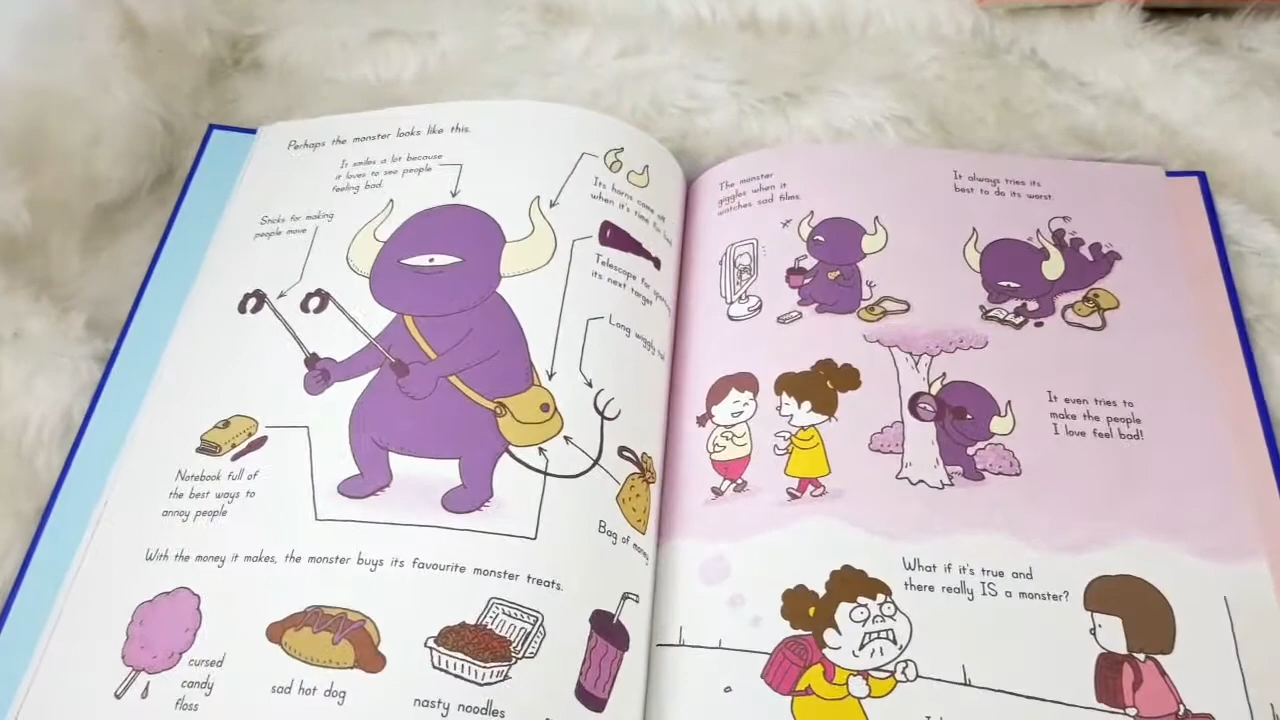 Perhaps the monster looks like this.
It smiles a lot because
it loves to see people
feeling bad.
Sticks for making
people move
Its horns come off
when it's time
Telescope for
its next target
Long wiggly
Notebook full of
the best ways to
annoy people
Bag of money
With the money it makes, the monster buys its favourite monster treats.
cursed
candy
floss
sad hot dog
nasty noodles
The monster
giggles when it
watches sad films.
It always tries its
best to do its worst.
It even tries to
make the people
I love feel bad!
What if it's true and
there really IS a monster?